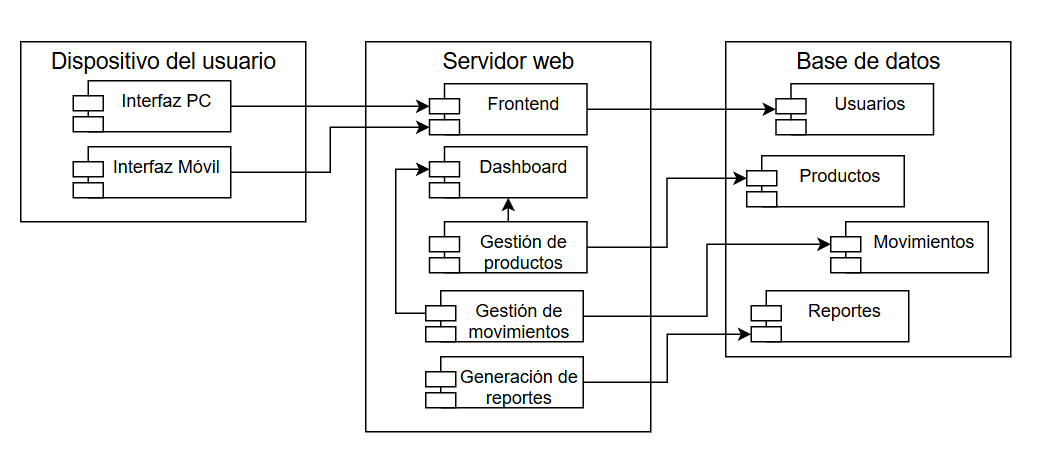 Dispositivo del usuario
Interfaz PC
Interfaz Móvil
Servidor web
Frontend
Dashboard
Gestión de
productos
Gestión de
movimientos
Generación de
reportes
Base de datos
Usuarios
Productos
Movimientos
Reportes